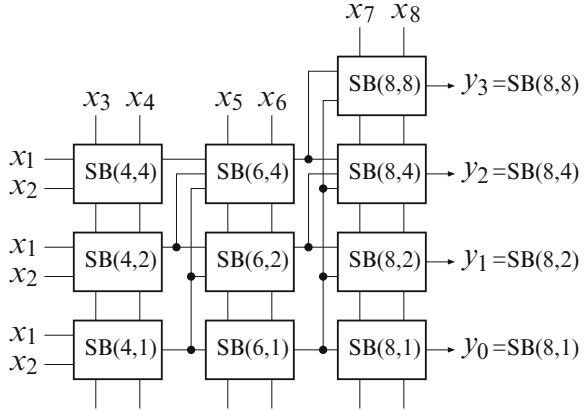 x7 x8
SB(8,8) y3=SB(8,8)
x3 x4 x5 x6
x1 SB(4,4) SB(6,4) SB(8,4) y2=SB(8,4)
x2
x1 SB(4,2) SB(6,2) SB(8,2) y1=SB(8,2)
x2
x1 SB(4,1) SB(6,1) SB(8,1) y0=SB(8,1)
x2